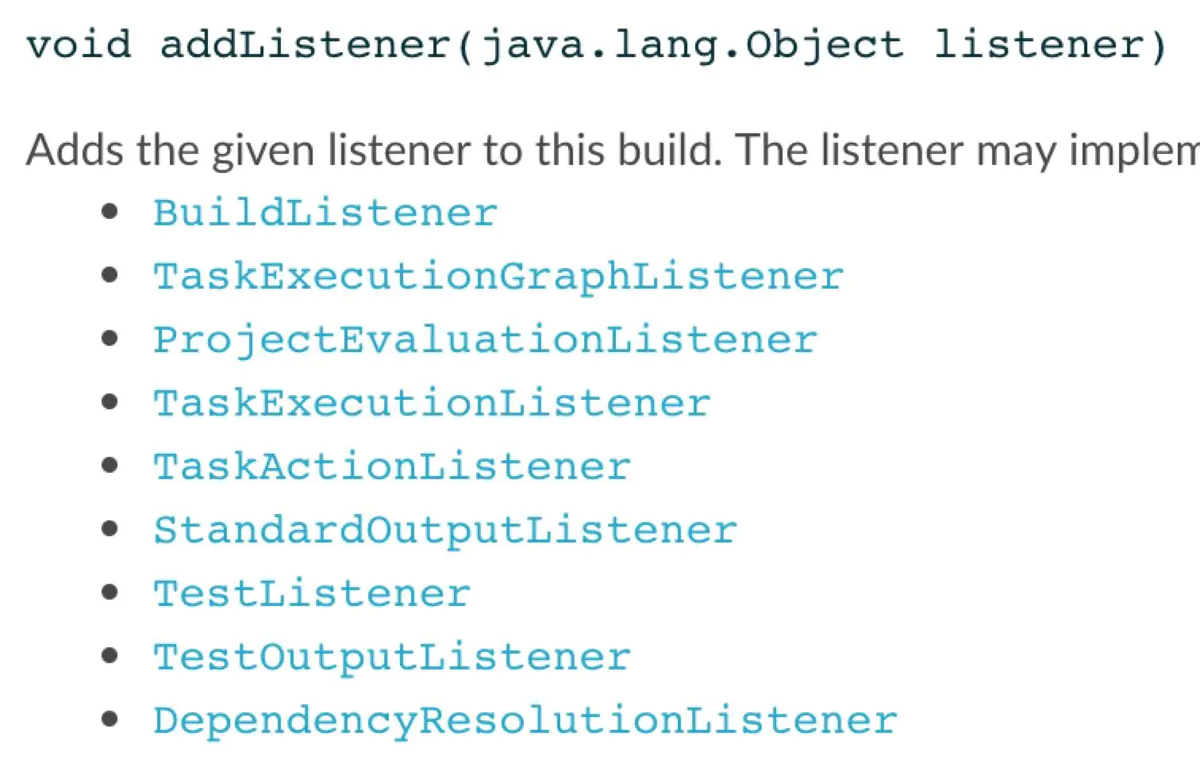 void addListener(java.lang.Object listener)
Adds the given listener to this build. The listener may implem
BuildListener
TaskExecutionGraphListener
ProjectEvaluationListener
TaskExecutionListener
TaskActionListener
StandardOutputListener
TestListener
TestOutputListener
DependencyResolutionListener